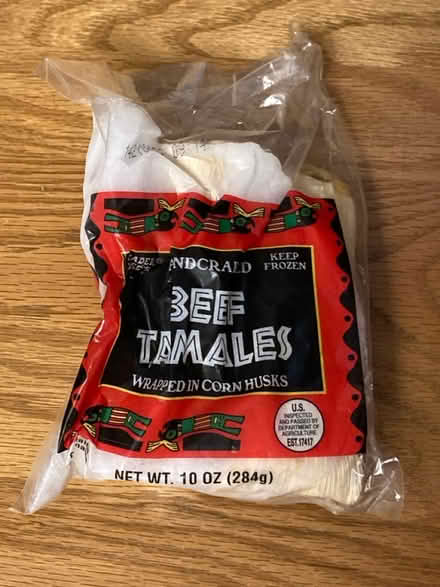 HANDCRAFTED
KEEP
FROZEN
BEEF
TAMALES
WRAPPED IN CORN HUSKS
U.S.
INSPECTED
AND PASSED BY
DEPARTMENT OF
AGRICULTURE
EST.17417
NET WT. 10 OZ (284g)